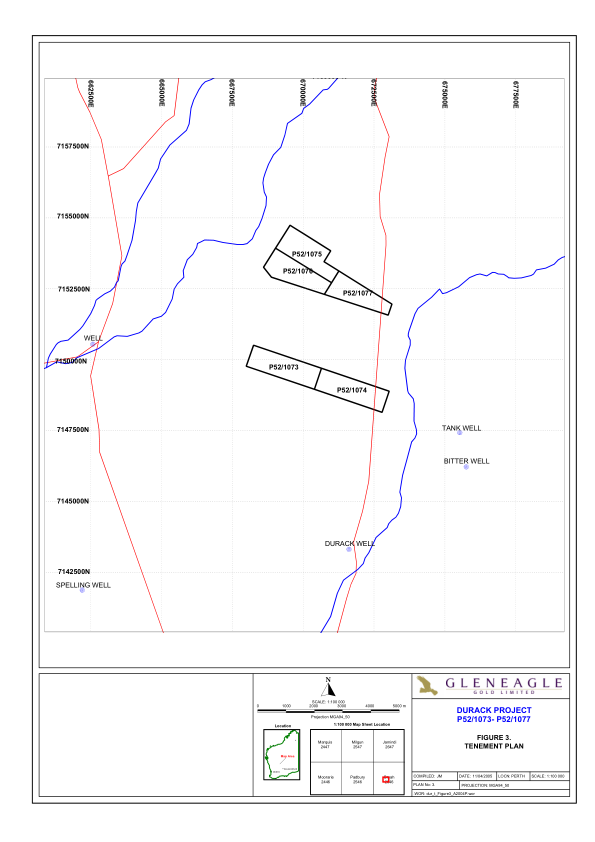 662500E
665000E
667500E
670000E
672500E
675000E
677500E
7157500N
7155000N
P52/1075
P52/1076
7152500N
P52/1077
WELL
7150000N
P52/1073
P52/1074
7147500N
TANK WELL
BITTER WELL
7145000N
DURACK WELL
7142500N
SPELLING WELL
N
SCALE: 1:100 000
0 1000 2000 3000 4000 5000 m
Projection MGA94_50
Location
1:100 000 Map Sheet Location
Map Area
Marquis
2447
Milgun
2547
Jamindi
2647
Moorarie
2446
Padbury
2546
GLENEAGLE
GOLD LIMITED
DURACK PROJECT
P52/1073- P52/1077
FIGURE 3.
TENEMENT PLAN
COMPILED: JM
DATE: 11/04/2005
LOCN: PERTH
SCALE: 1:100 000
PLAN No: 3
PROJECTION: MGA94_50